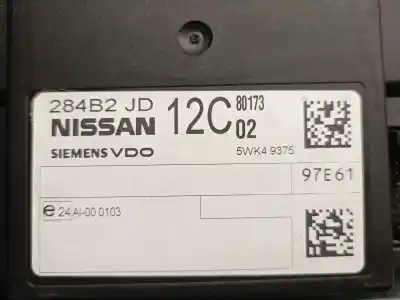 284B2 JD 12C 80173
NISSAN 02
SIEMENS VDO 5WK4 9375
97E61
e 24 AI-00 0103